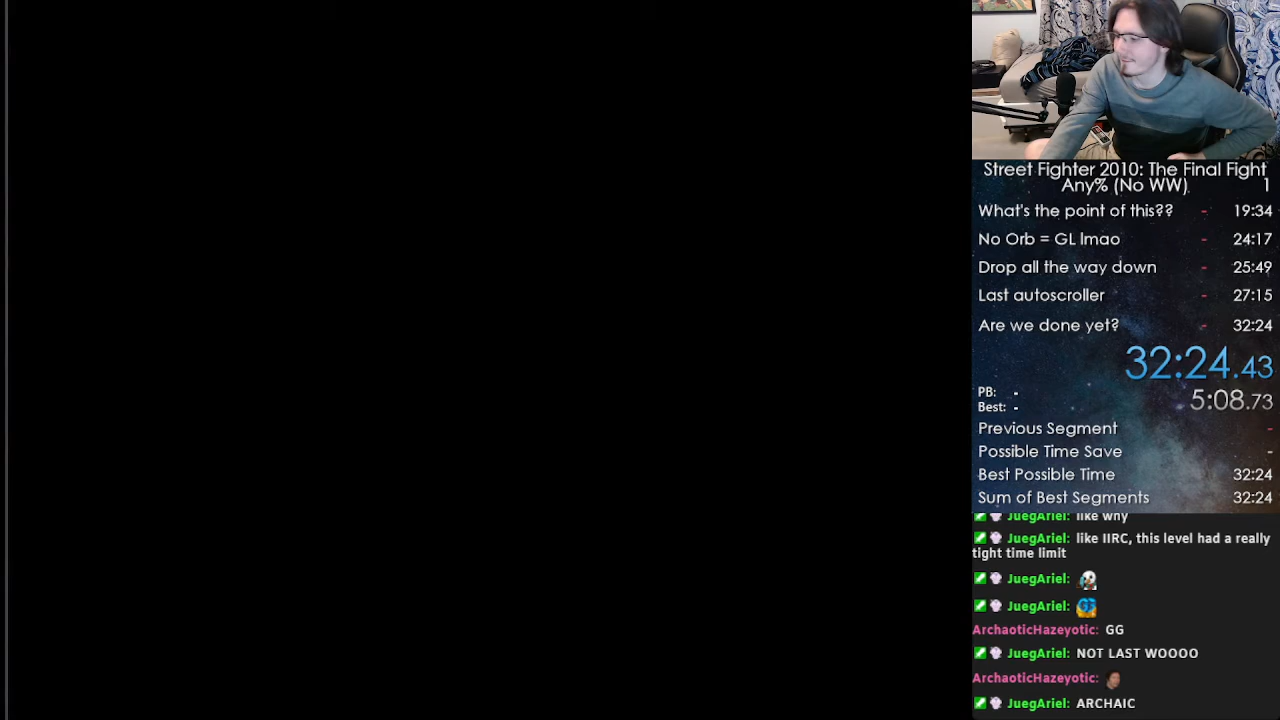 Street Fighter 2010: The Final Fight
Any% (No WW) 1
What's the point of this?? - 19:34
No Orb = GL lmao - 24:17
Drop all the way down - 25:49
Last autoscroller - 27:15
Are we done yet? - 32:24
32:24.43
PB: -
5:08.73
Best: -
Previous Segment -
Possible Time Save -
Best Possible Time 32:24
Sum of Best Segments 32:24
JuegAriel: like why
JuegAriel: like IIRC, this level had a really
tight time limit
JuegAriel:
JuegAriel: GG
ArchaoticHazeyotic: GG
JuegAriel: NOT LAST WOOOO
ArchaoticHazeyotic:
JuegAriel: ARCHAIC